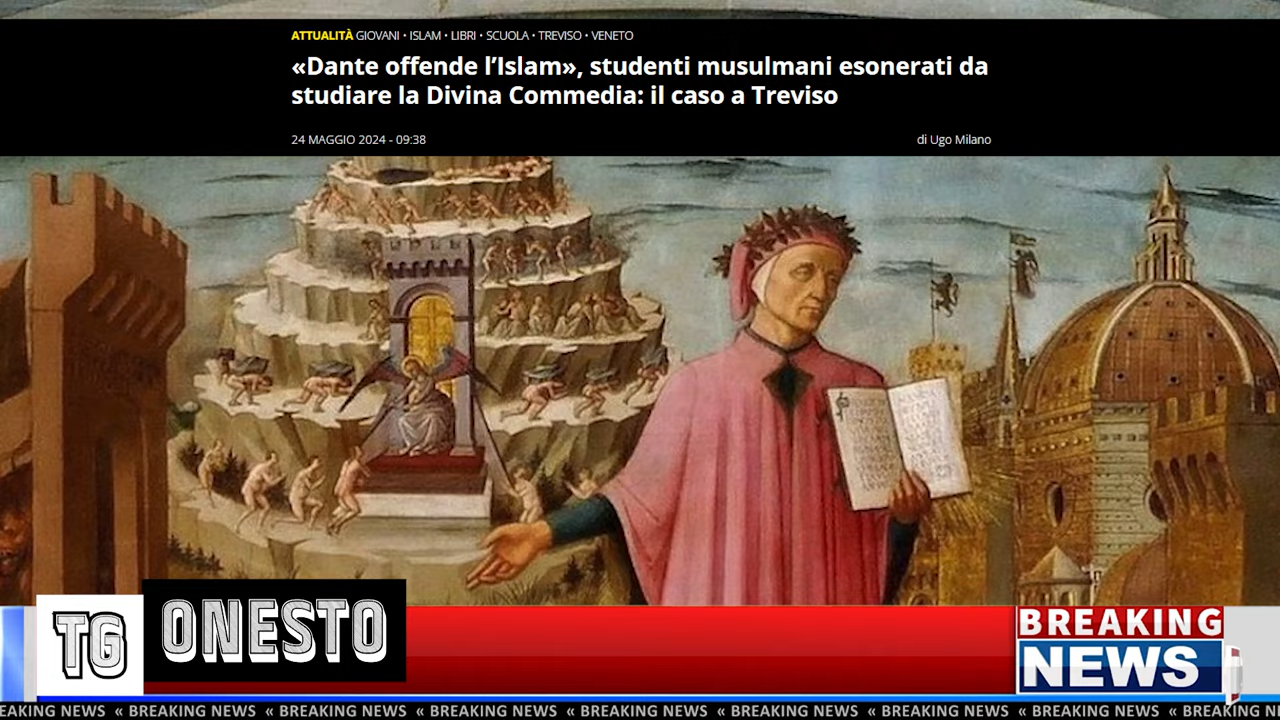 ATTUALITÀ GIOVANI • ISLAM • LIBRI • SCUOLA • TREVISO • VENETO
«Dante offende l’Islam», studenti musulmani esonerati da
studiare la Divina Commedia: il caso a Treviso
24 MAGGIO 2024 - 09:38
di Ugo Milano
TG
ONESTO
BREAKING
NEWS
EAKING NEWS « BREAKING NEWS « BREAKING NEWS « BREAKING NEWS « BREAKING NEWS « BREAKING NEWS « BREAKING NEWS « BREAKING NEWS « BREAKING N